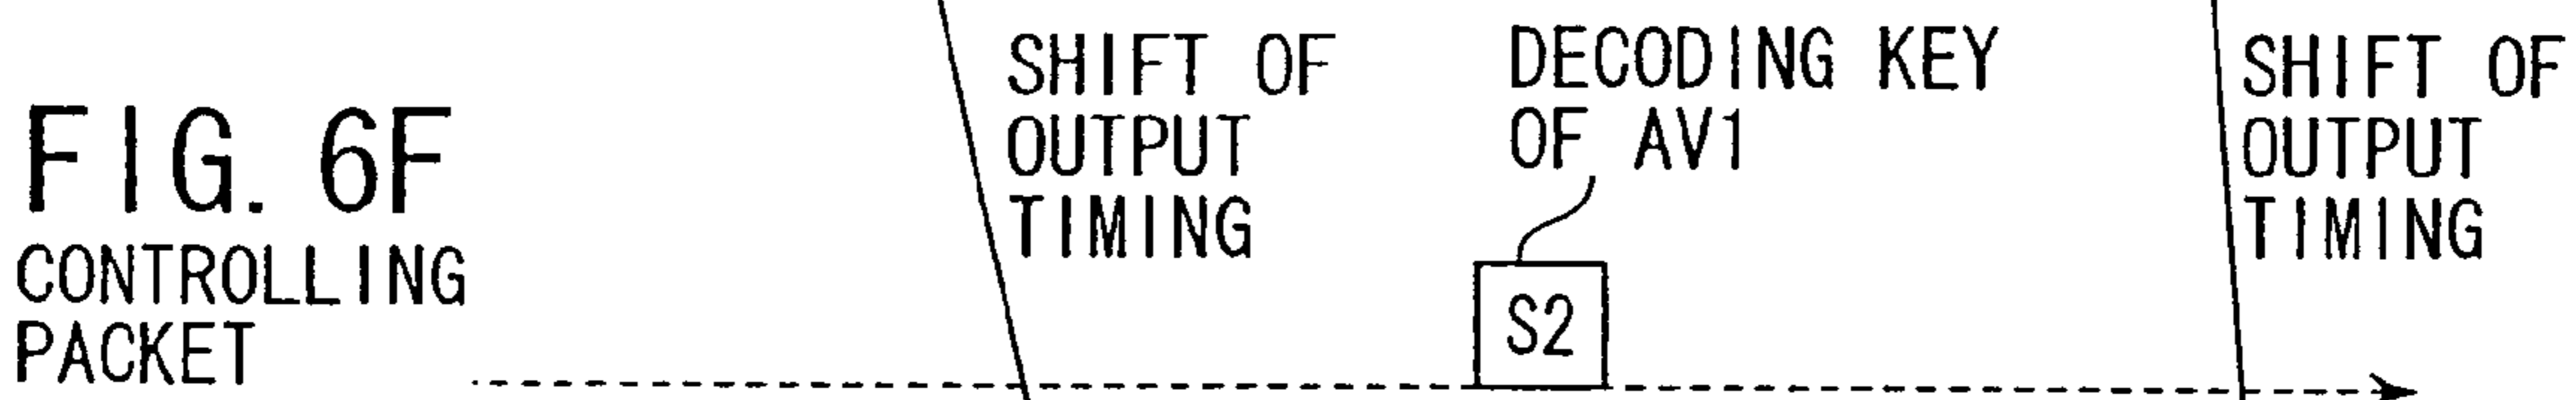 FIG. 6F
CONTROLLING
PACKET
SHIFT OF
OUTPUT
TIMING
DECODING KEY
OF AV1
S2
SHIFT OF
OUTPUT
TIMING